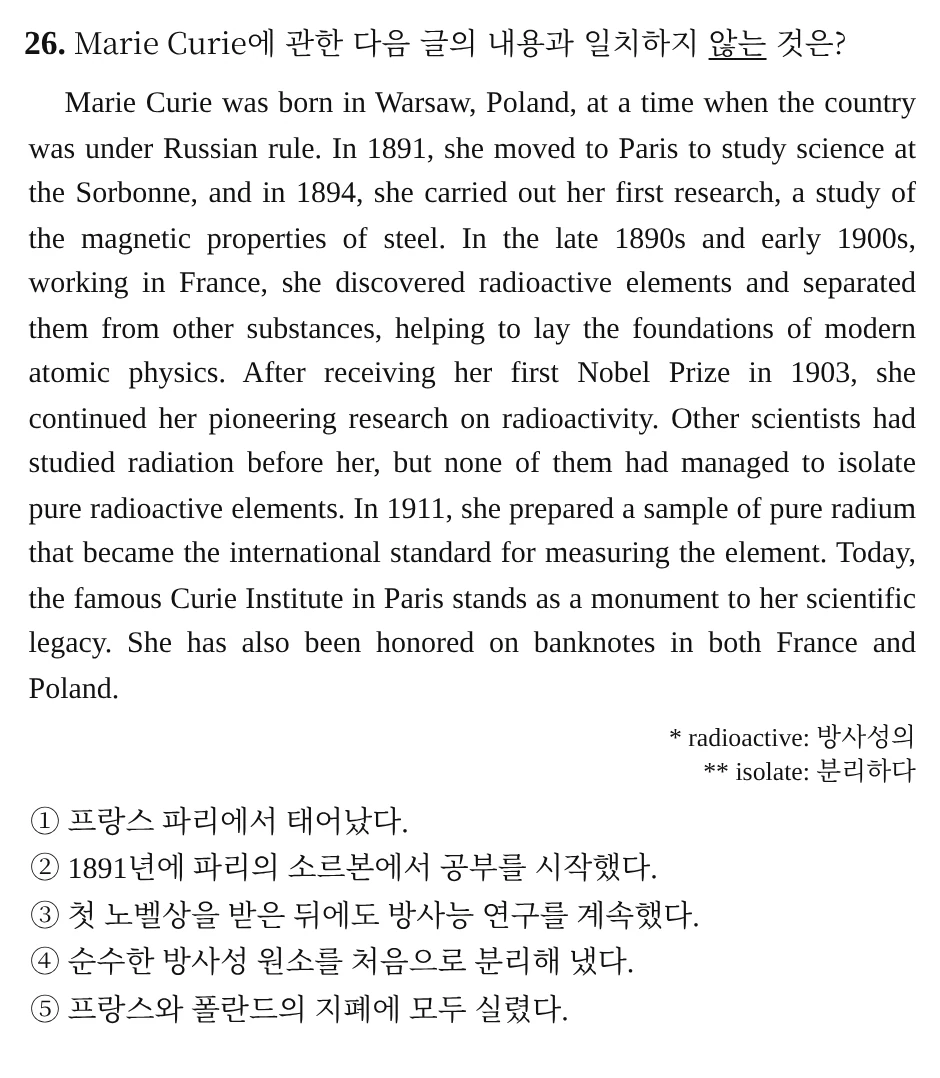 26. Marie Curie에 관한 다음 글의 내용과 일치하지 않는 것은?
Marie Curie was born in Warsaw, Poland, at a time when the country
was under Russian rule. In 1891, she moved to Paris to study science at
the Sorbonne, and in 1894, she carried out her first research, a study of
the magnetic properties of steel. In the late 1890s and early 1900s,
working in France, she discovered radioactive elements and separated
them from other substances, helping to lay the foundations of modern
atomic physics. After receiving her first Nobel Prize in 1903, she
continued her pioneering research on radioactivity. Other scientists had
studied radiation before her, but none of them had managed to isolate
pure radioactive elements. In 1911, she prepared a sample of pure radium
that became the international standard for measuring the element. Today,
the famous Curie Institute in Paris stands as a monument to her scientific
legacy. She has also been honored on banknotes in both France and
Poland.
* radioactive: 방사성의
** isolate: 분리하다
① 프랑스 파리에서 태어났다.
② 1891년에 파리의 소르본에서 공부를 시작했다.
③ 첫 노벨상을 받은 뒤에도 방사능 연구를 계속했다.
④ 순수한 방사성 원소를 처음으로 분리해 냈다.
⑤ 프랑스와 폴란드의 지폐에 모두 실렸다.